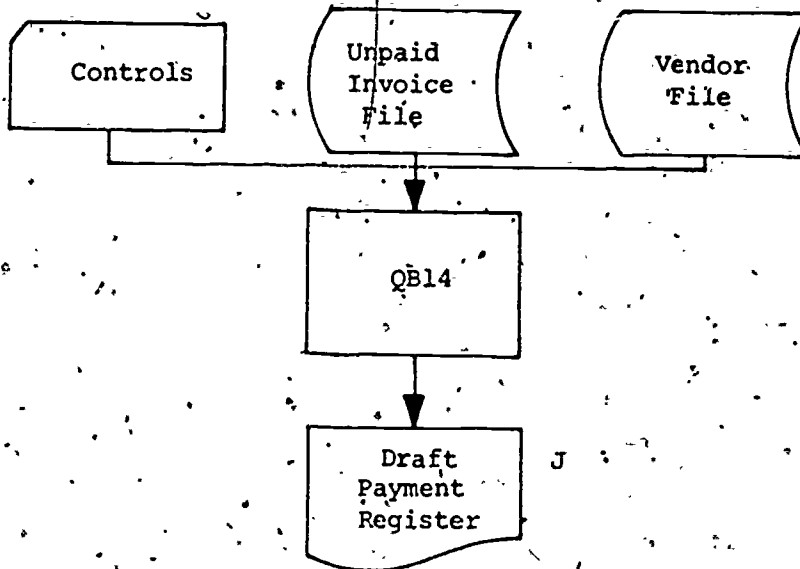 Controls
Unpaid
Invoice
File
Vendor
File
QB14
Draft
Payment
Register
J